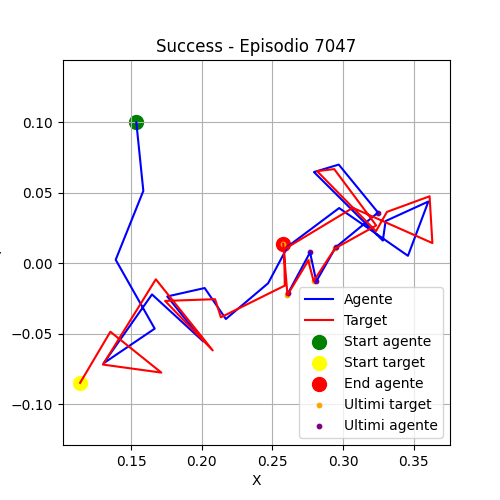 Success - Episodio 7047
0.10
0.05
0.00
−0.05
−0.10
0.15
0.20
0.25
0.30
0.35
X
Agente
Target
Start agente
Start target
End agente
Ultimi target
Ultimi agente